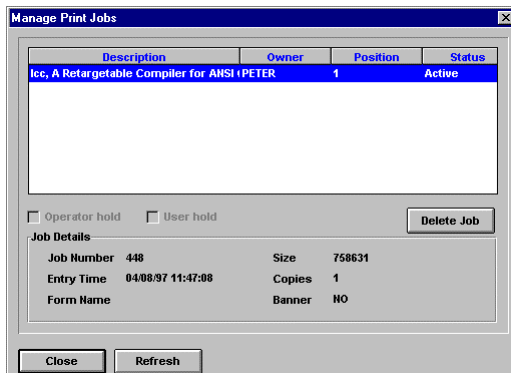 Manage Print Jobs
Description Owner Position Status
lcc, A Retargetable Compiler for ANSI ( PETER 1 Active
Operator hold User hold Delete Job
Job Details
Job Number 448 Size 758631
Entry Time 04/08/97 11:47:08 Copies 1
Form Name Banner NO
Close Refresh